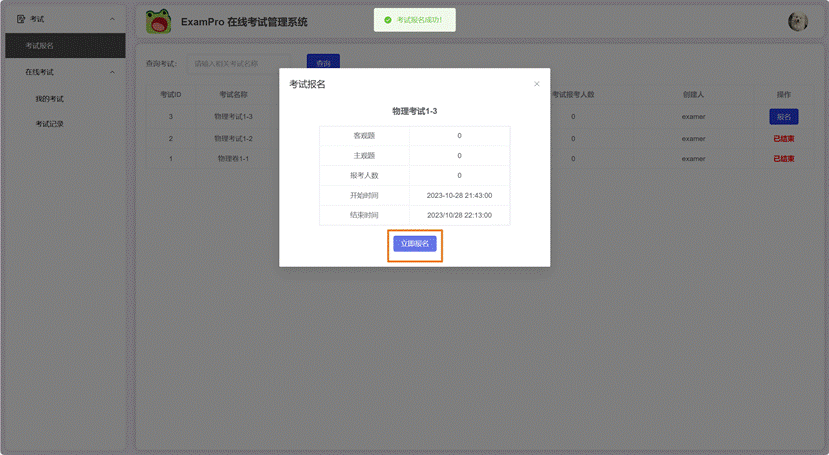 考试
考试报名
在线考试
我的考试
考试记录
ExamPro 在线考试管理系统
考试报名成功！
查询考试：
请输入相关考试名称
查询
考试ID 考试名称 考试报考人数 创建人 操作
3 物理考试1-3 0 examer 报名
2 物理考试1-2 0 examer 已结束
1 物理卷1-1 0 examer 已结束
考试报名
×
物理考试1-3
客观题 0
主观题 0
报考人数 0
开始时间 2023-10-28 21:43:00
结束时间 2023/10/28 22:13:00
立即报名